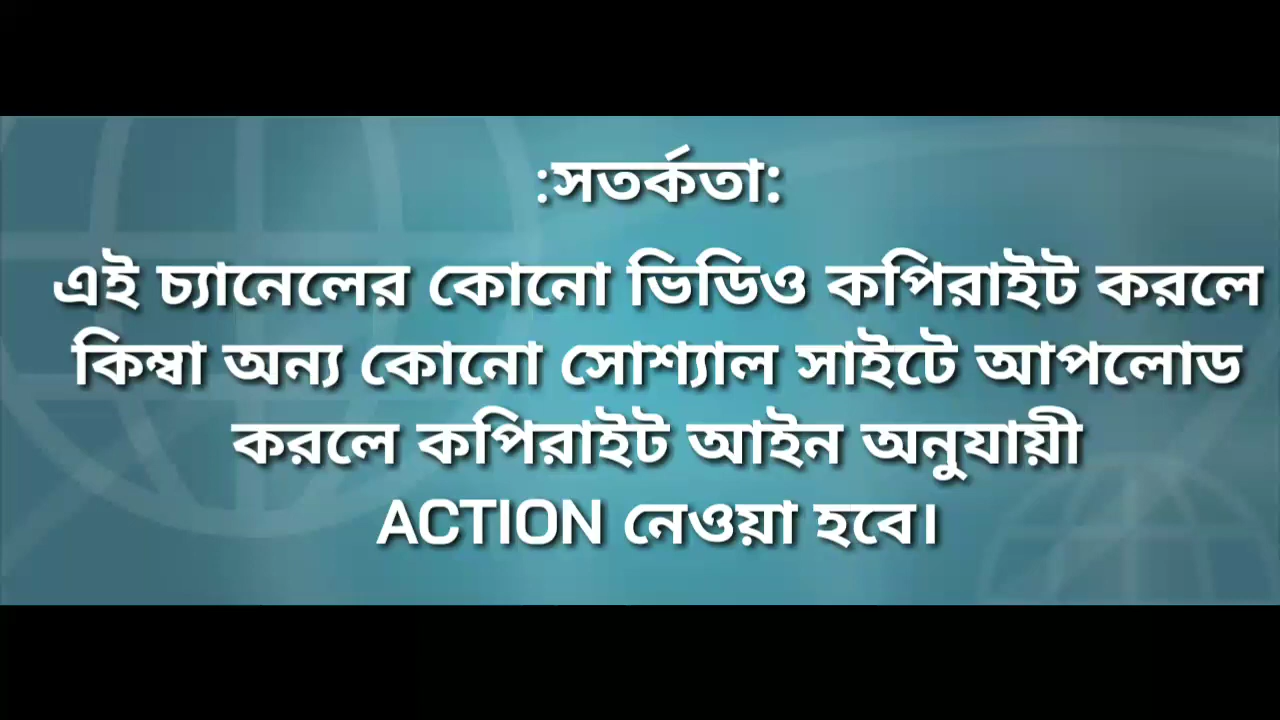 :সতর্কতা:
এই চ্যানেলের কোনো ভিডিও কপিরাইট করলে
কিম্বা অন্য কোনো সোশ্যাল সাইটে আপলোড
করলে কপিরাইট আইন অনুযায়ী
ACTION নেওয়া হবে।